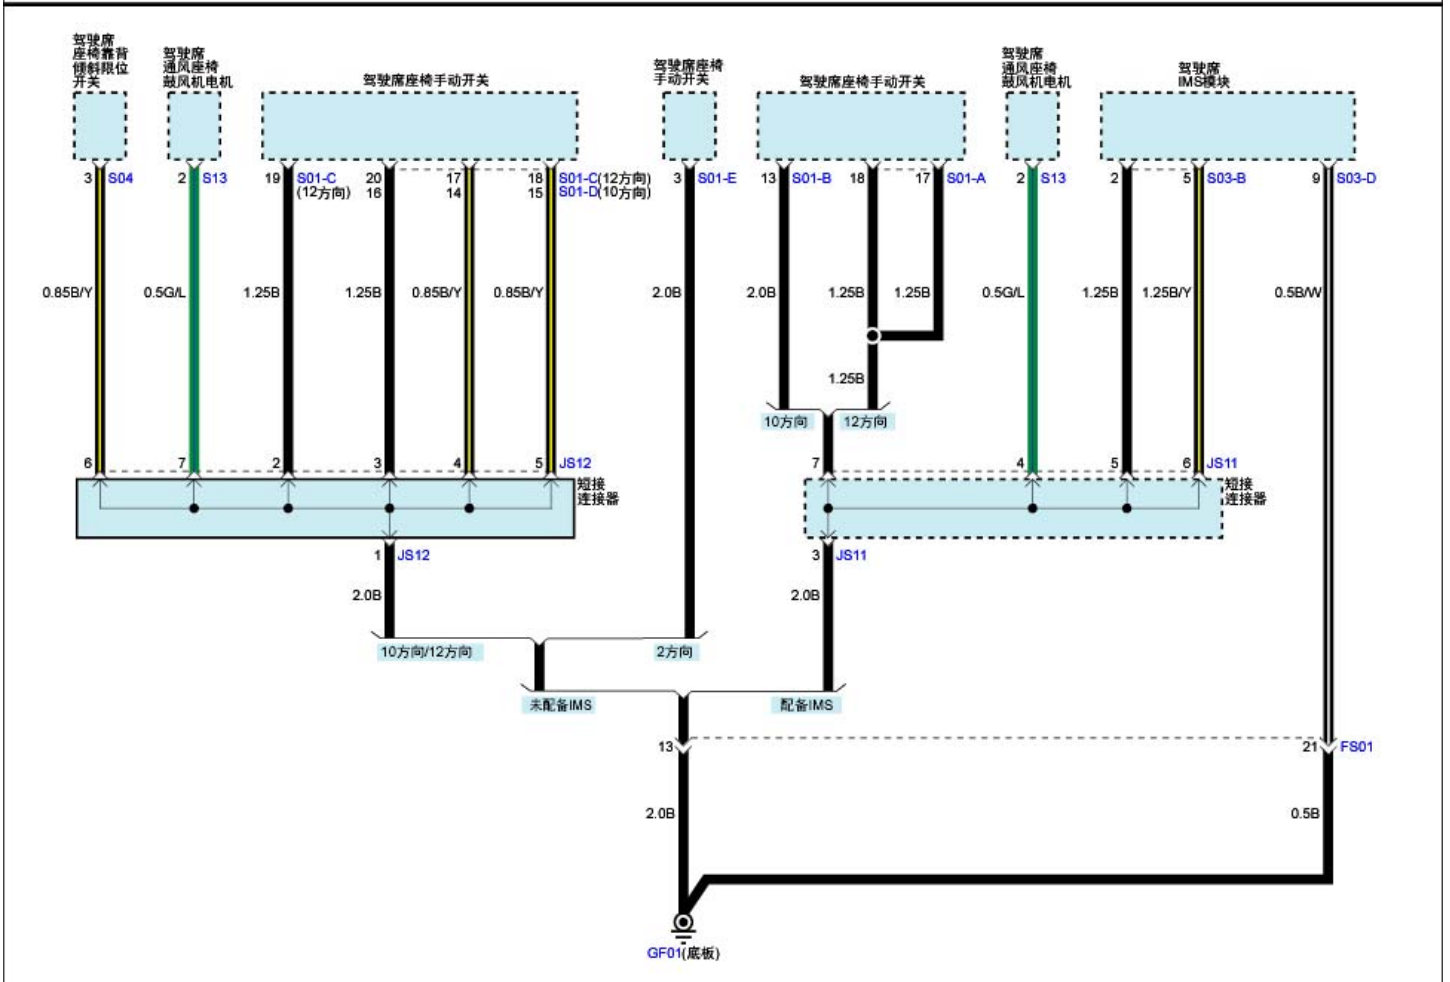 驾驶席
座椅靠背
倾斜限位
开关
驾驶席
通风座椅
鼓风机电机
驾驶席座椅手动开关
驾驶席座椅
手动开关
驾驶席座椅手动开关
驾驶席
通风座椅
鼓风机电机
驾驶席
IMS模块
3 S04
2 S13
19 S01-C
(12方向)
20
16
17
14
18 S01-C(12方向)
15 S01-D(10方向)
3 S01-E
13 S01-B
18
17 S01-A
2 S13
2
5 S03-B
9 S03-D
0.85B/Y
0.5G/L
1.25B
1.25B
0.85B/Y
0.85B/Y
2.0B
2.0B
1.25B
1.25B
0.5G/L
1.25B
1.25B/Y
0.5B/W
1.25B
10方向
12方向
6
7
2
3
4
5 JS12
短接
连接器
7
4
5
6 JS11
短接
连接器
1 JS12
3 JS11
2.0B
2.0B
10方向/12方向
2方向
未配备IMS
配备IMS
13
21 FS01
2.0B
0.5B
GF01(底板)